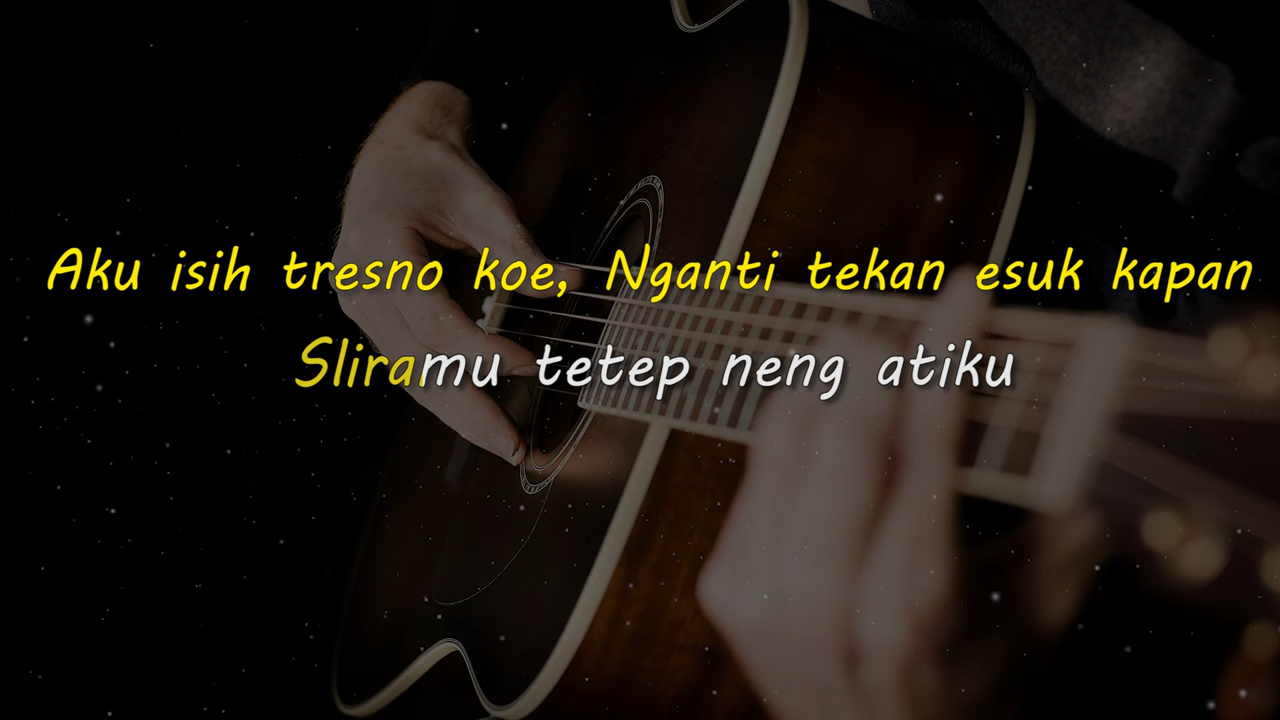 Aku isih tresno koe, Nganti tekan esuk kapan
Sliramu tetep neng atiku